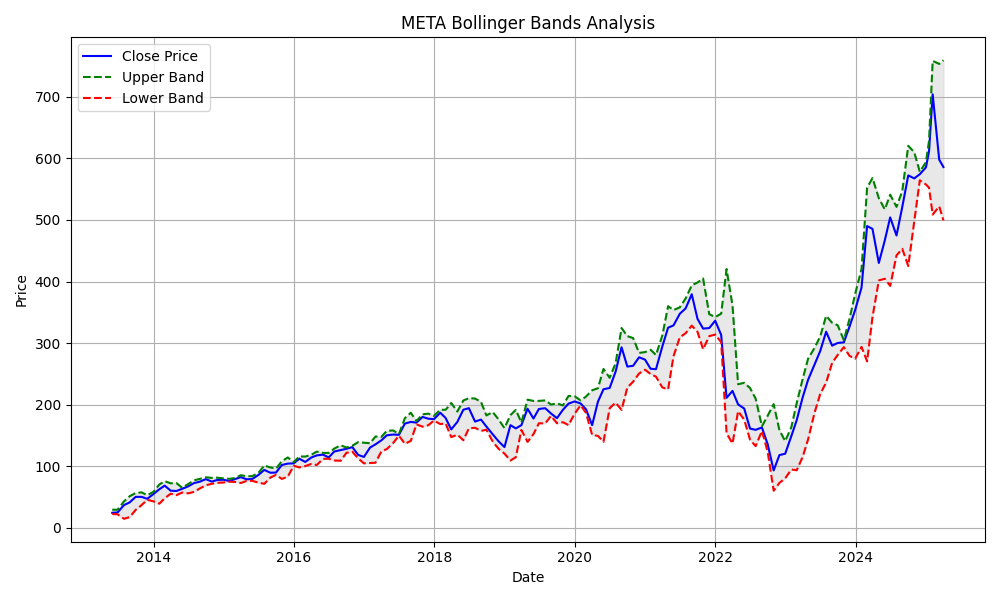 META Bollinger Bands Analysis
Close Price
Upper Band
Lower Band
Price
700
600
500
400
300
200
100
0
2014
2016
2018
2020
2022
2024
Date